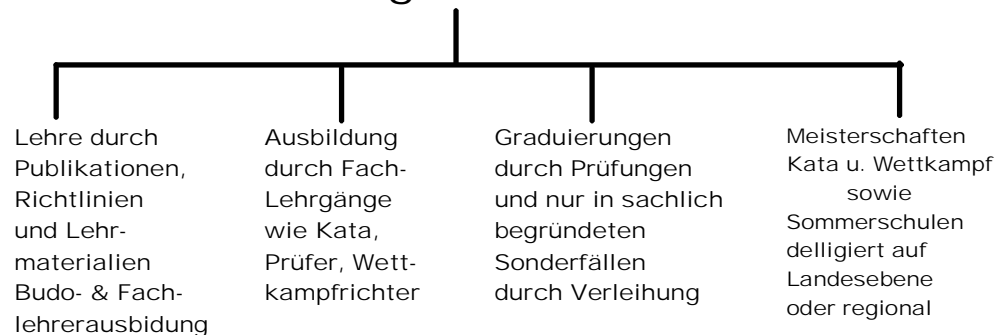 Lehre durch
Publikationen,
Richtlinien
und Lehr-
materialien
Budo- & Fach-
lehrerausbidung
Ausbildung
durch Fach-
Lehrgänge
wie Kata,
Prüfer, Wett-
kampfrichter
Graduierungen
durch Prüfungen
und nur in sachlich
begründeten
Sonderfällen
durch Verleihung
Meisterschaften
Kata u. Wettkampf
sowie
Sommerschulen
delligiert auf
Landesebene
oder regional